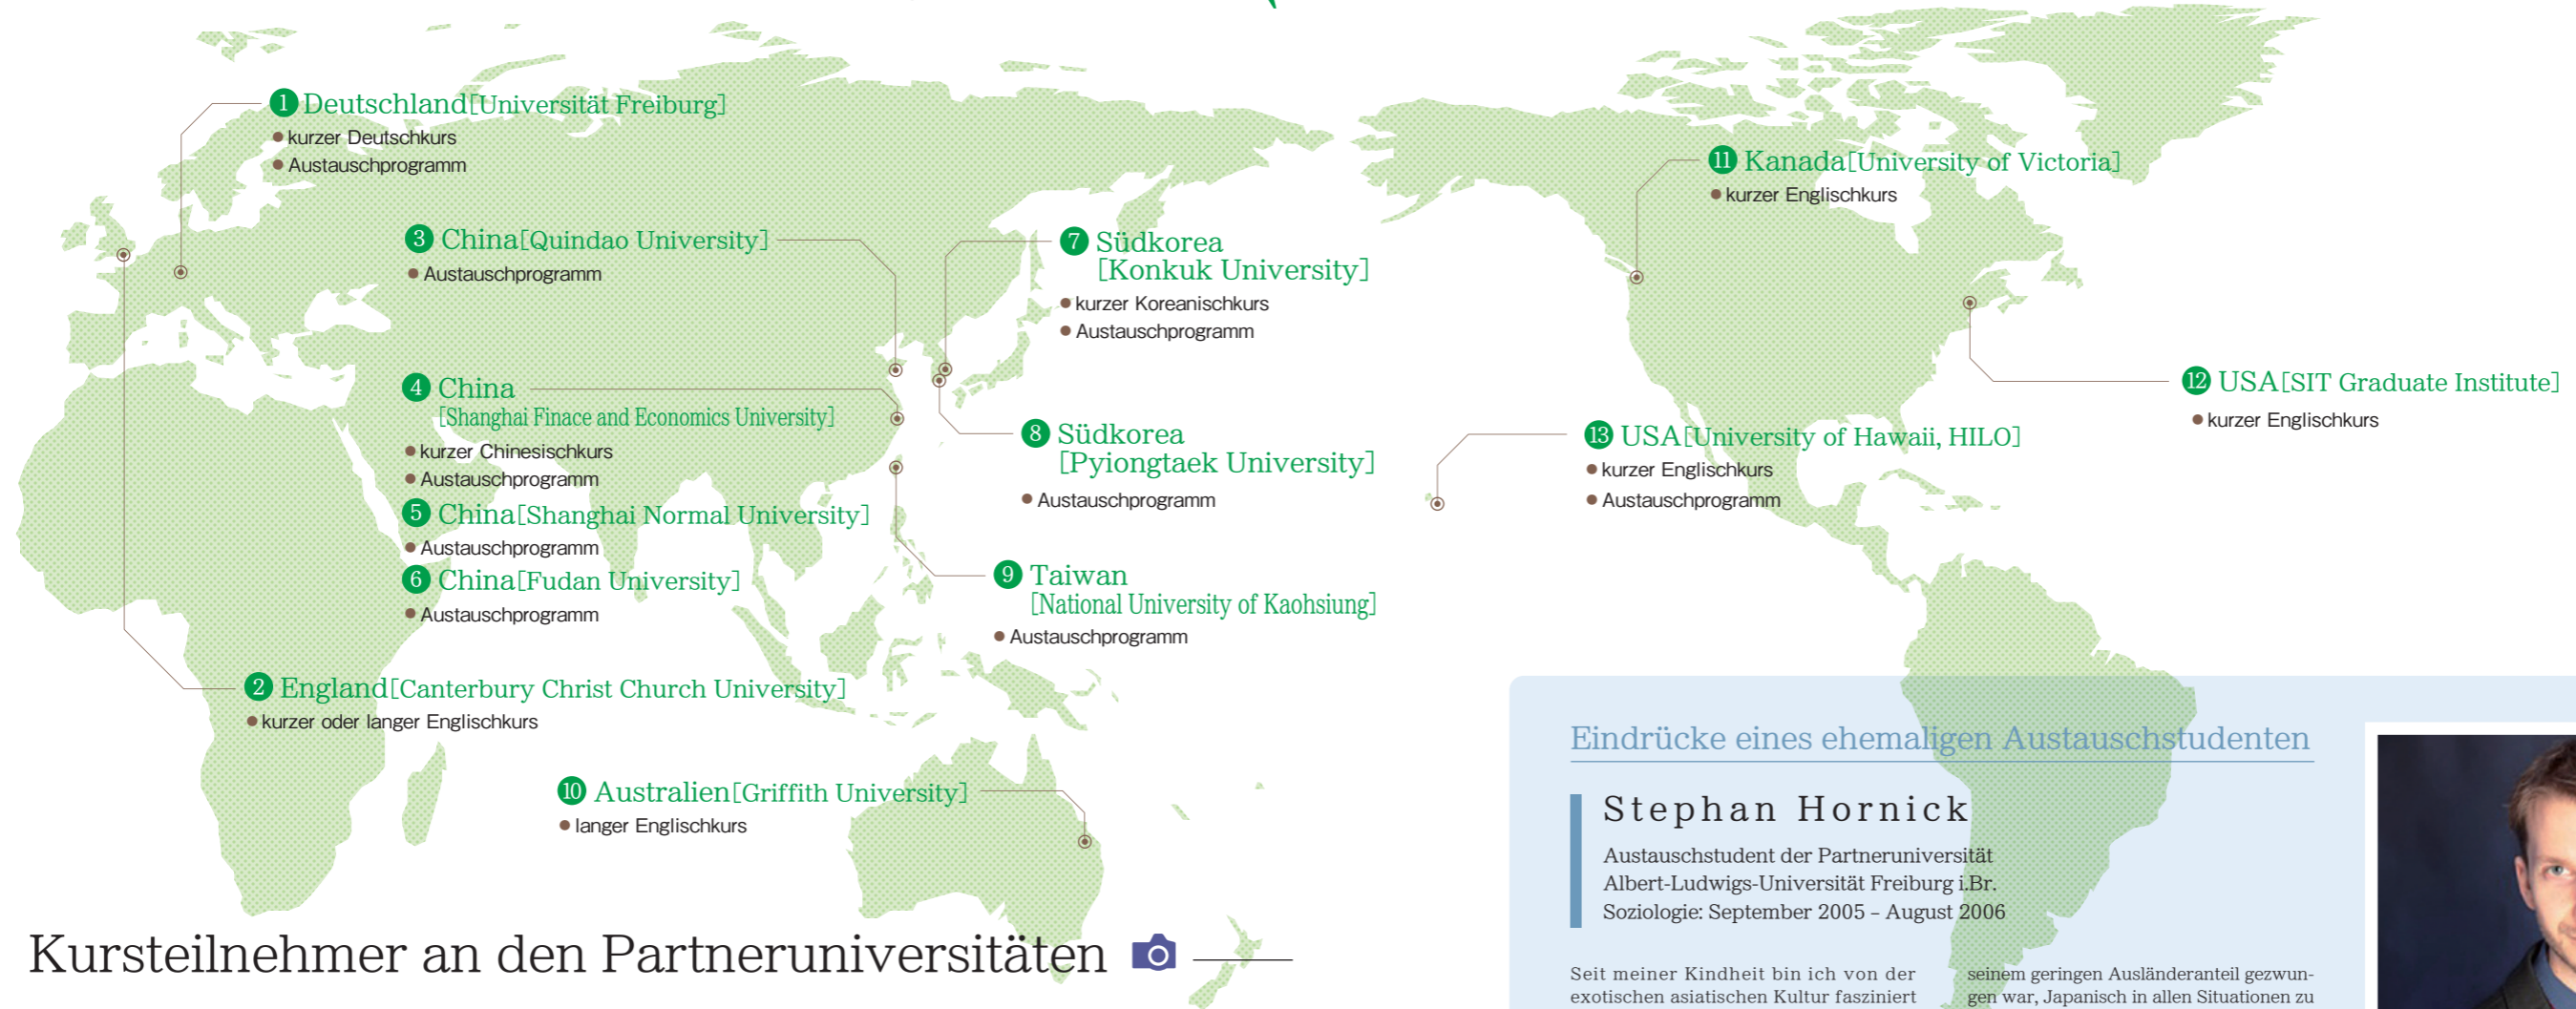 1 Deutschland[Universität Freiburg]
● kurzer Deutschkurs
● Austauschprogramm
3 China[Quindao University]
● Austauschprogramm
4 China
[Shanghai Finace and Economics University]
● kurzer Chinesischkurs
● Austauschprogramm
5 China[Shanghai Normal University]
● Austauschprogramm
6 China[Fudan University]
● Austauschprogramm
2 England[Canterbury Christ Church University]
● kurzer oder langer Englischkurs
7 Südkorea
[Konkuk University]
● kurzer Koreanischkurs
● Austauschprogramm
8 Südkorea
[Pyiongtaek University]
● Austauschprogramm
9 Taiwan
[National University of Kaohsiung]
● Austauschprogramm
10 Australien[Griffith University]
● langer Englischkurs
11 Kanada[University of Victoria]
● kurzer Englischkurs
12 USA[SIT Graduate Institute]
● kurzer Englischkurs
13 USA[University of Hawaii, HILO]
● kurzer Englischkurs
● Austauschprogramm
Kursteilnehmer an den Partneruniversitäten
Eindrücke eines ehemaligen Austauschstudenten
Stephan Hornick
Austauschstudent der Partneruniversität
Albert-Ludwigs-Universität Freiburg i.Br.
Soziologie: September 2005 – August 2006
Seit meiner Kindheit bin ich von der
exotischen asiatischen Kultur fasziniert
seinem geringen Ausländeranteil gezwun-
gen war, Japanisch in allen Situationen zu